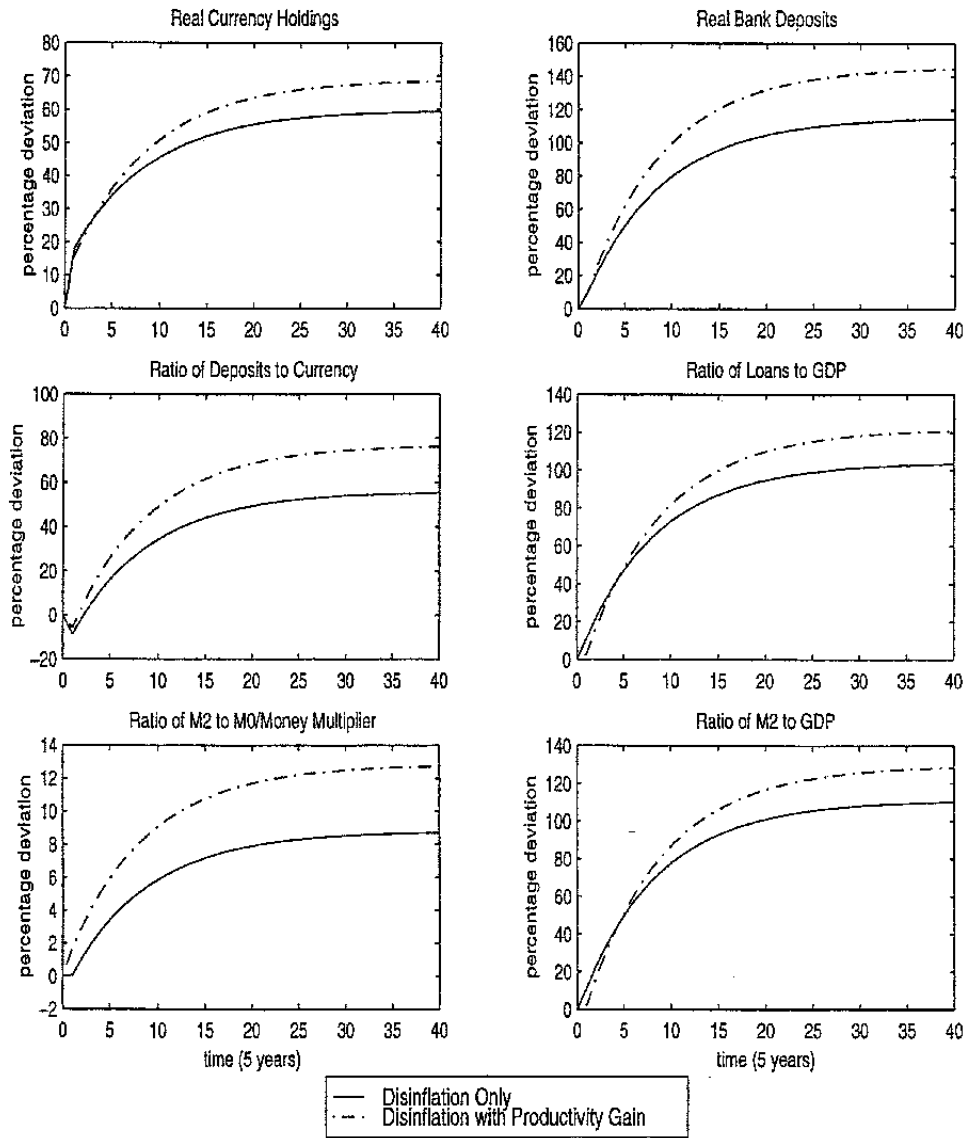 Real Currency Holdings
percentage deviation
80
70
60
50
40
30
20
10
0
0 5 10 15 20 25 30 35 40
Real Bank Deposits
percentage deviation
160
140
120
100
80
60
40
20
0
0 5 10 15 20 25 30 35 40
Ratio of Deposits to Currency
percentage deviation
100
80
60
40
20
0
−20
0 5 10 15 20 25 30 35 40
Ratio of Loans to GDP
percentage deviation
140
120
100
80
60
40
20
0
0 5 10 15 20 25 30 35 40
Ratio of M2 to M0/Money Multiplier
percentage deviation
14
12
10
8
6
4
2
0
−2
0 5 10 15 20 25 30 35 40
time (5 years)
Ratio of M2 to GDP
percentage deviation
140
120
100
80
60
40
20
0
0 5 10 15 20 25 30 35 40
time (5 years)
Disinflation Only
Disinflation with Productivity Gain